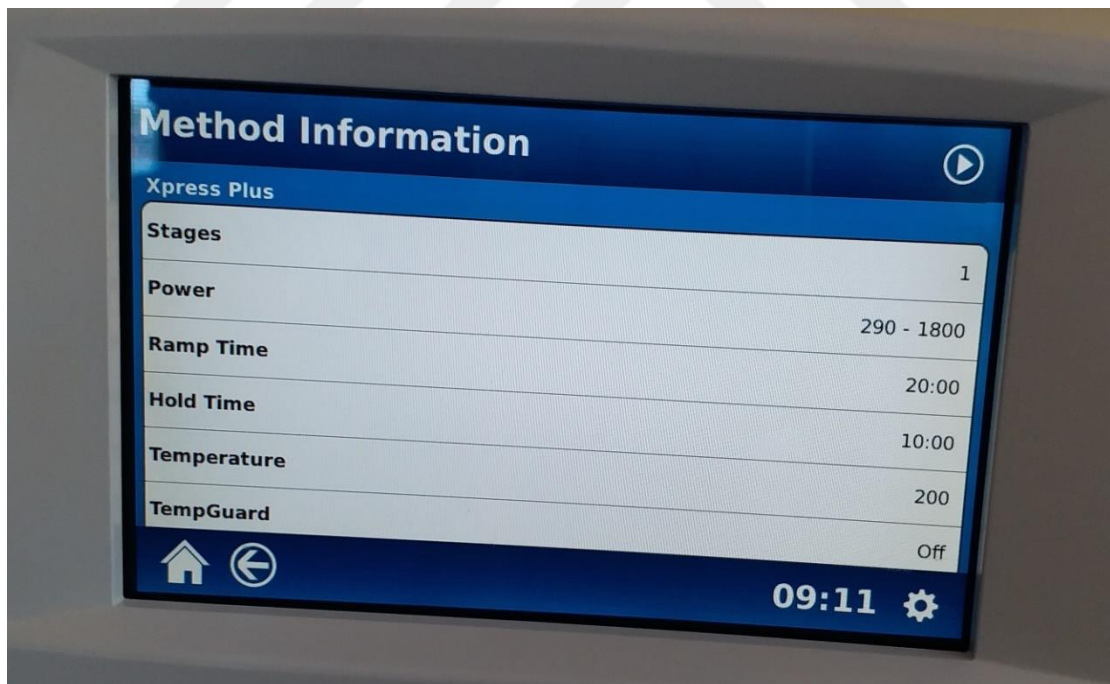 Method Information
Xpress Plus
Stages 1
Power 290 - 1800
Ramp Time 20:00
Hold Time 10:00
Temperature 200
TempGuard Off
09:11